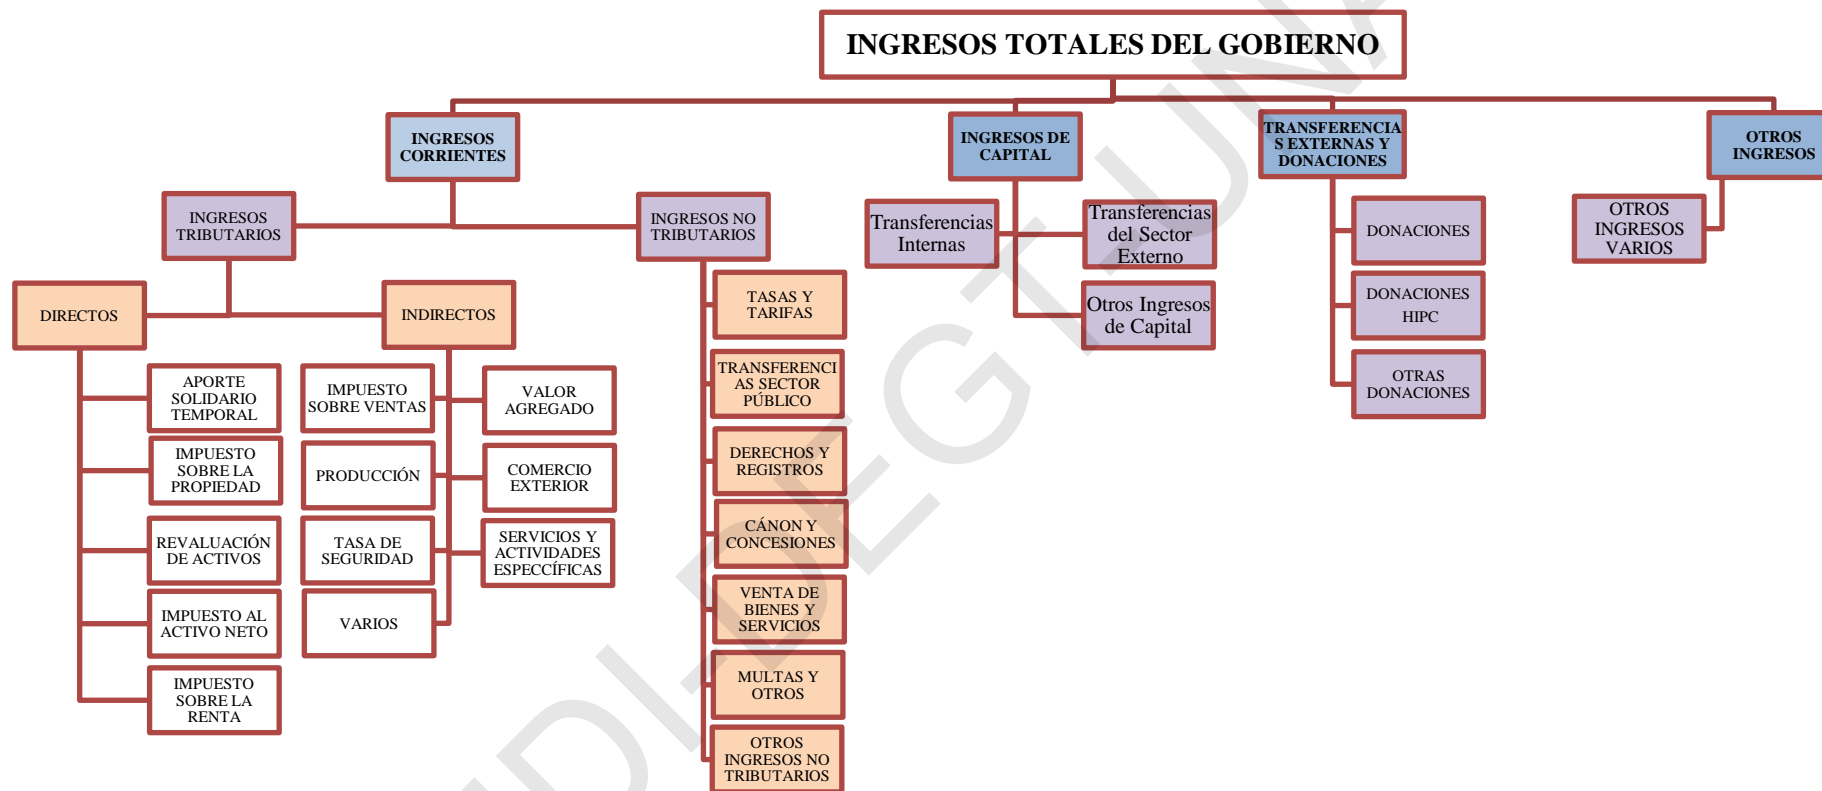 INGRESOS TOTALES DEL GOBIERNO
INGRESOS
CORRIENTES
INGRESOS DE
CAPITAL
TRANSFERENCIA
S EXTERNAS Y
DONACIONES
OTROS
INGRESOS
INGRESOS
TRIBUTARIOS
INGRESOS NO
TRIBUTARIOS
Transferencias
Internas
Transferencias
del Sector
Externo
Otros Ingresos
de Capital
DONACIONES
DONACIONES
HIPC
OTRAS
DONACIONES
OTROS
INGRESOS
VARIOS
DIRECTOS
INDIRECTOS
APORTE
SOLIDARIO
TEMPORAL
IMPUESTO
SOBRE LA
PROPIEDAD
REVALUACIÓN
DE ACTIVOS
IMPUESTO AL
ACTIVO NETO
IMPUESTO
SOBRE LA
RENTA
IMPUESTO
SOBRE VENTAS
VALOR
AGREGADO
PRODUCCIÓN
COMERCIO
EXTERIOR
TASA DE
SEGURIDAD
SERVICIOS Y
ACTIVIDADES
ESPECCÍFICAS
VARIOS
TASAS Y
TARIFAS
TRANSFERENCI
AS SECTOR
PÚBLICO
DERECHOS Y
REGISTROS
CÁNON Y
CONCESIONES
VENTA DE
BIENES Y
SERVICIOS
MULTAS Y
OTROS
OTROS
INGRESOS NO
TRIBUTARIOS
DI-DEGT-UNA